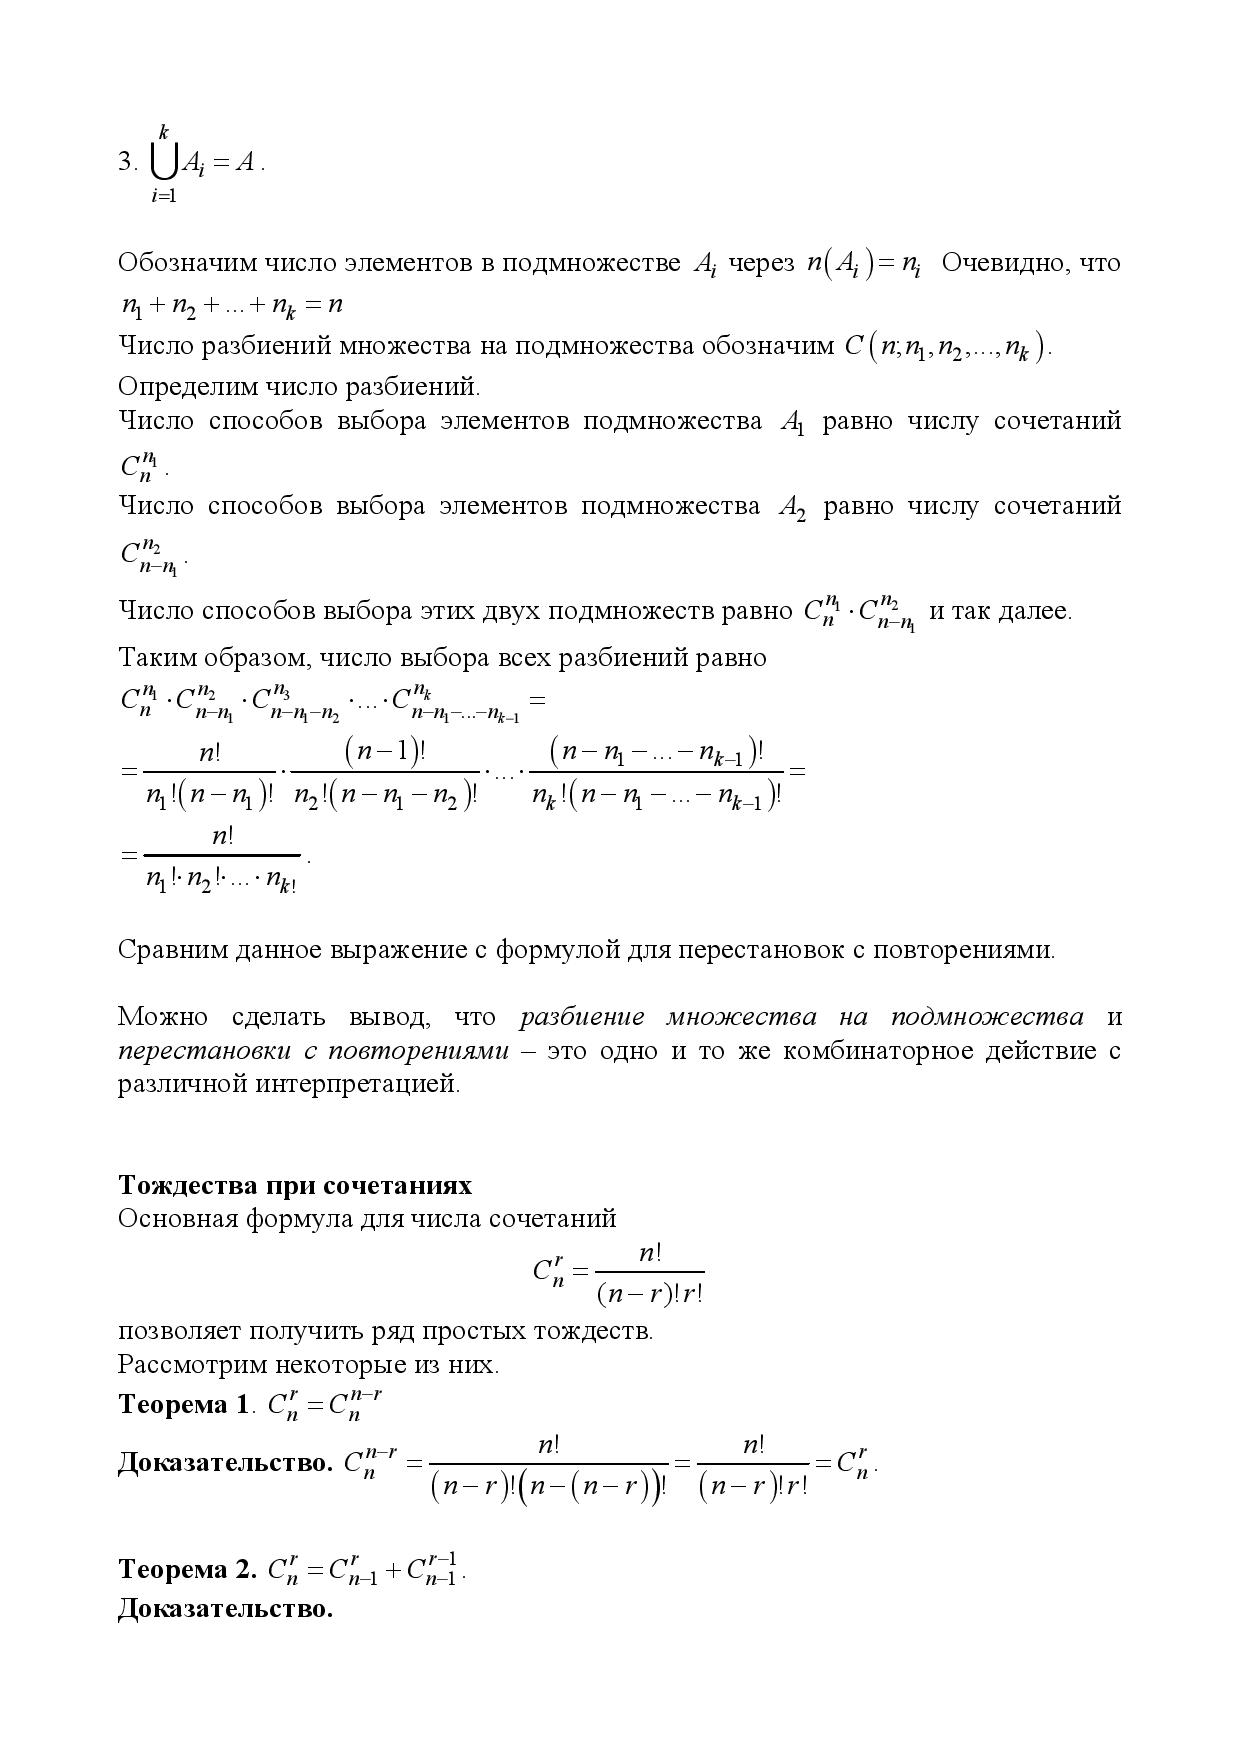 3. $\bigcup_{i=1}^{k} A_i = A$.
Обозначим число элементов в подмножестве $A_i$ через $n(A_i) = n_i$ Очевидно, что
$n_1 + n_2 + ... + n_k = n$
Число разбиений множества на подмножества обозначим $C(n; n_1, n_2, ..., n_k)$.
Определим число разбиений.
Число способов выбора элементов подмножества $A_1$ равно числу сочетаний
$C_n^{n_1}$.
Число способов выбора элементов подмножества $A_2$ равно числу сочетаний
$C_{n-n_1}^{n_2}$.
Число способов выбора этих двух подмножеств равно $C_n^{n_1} \cdot C_{n-n_1}^{n_2}$ и так далее.
Таким образом, число выбора всех разбиений равно
$C_n^{n_1} \cdot C_{n-n_1}^{n_2} \cdot C_{n-n_1-n_2}^{n_3} \cdot ... \cdot C_{n-n_1-...-n_{k-1}}^{n_k} =$
$= \frac{n!}{n_1!(n-n_1)!} \cdot \frac{(n-1)!}{n_2!(n-n_1-n_2)!} \cdot ... \cdot \frac{(n-n_1-...-n_{k-1})!}{n_k!(n-n_1-...-n_{k-1})!} =$
$= \frac{n!}{n_1! \cdot n_2! \cdot ... \cdot n_{k!}}$.
Сравним данное выражение с формулой для перестановок с повторениями.
Можно сделать вывод, что разбиение множества на подмножества и
перестановки с повторениями – это одно и то же комбинаторное действие с
различной интерпретацией.
Тождества при сочетаниях
Основная формула для числа сочетаний
$C_n^r = \frac{n!}{(n-r)!r!}$
позволяет получить ряд простых тождеств.
Рассмотрим некоторые из них.
Теорема 1. $C_n^r = C_n^{n-r}$
Доказательство. $C_n^{n-r} = \frac{n!}{(n-r)!(n-(n-r))!} = \frac{n!}{(n-r)!r!} = C_n^r$.
Теорема 2. $C_n^r = C_{n-1}^r + C_{n-1}^{r-1}$.
Доказательство.